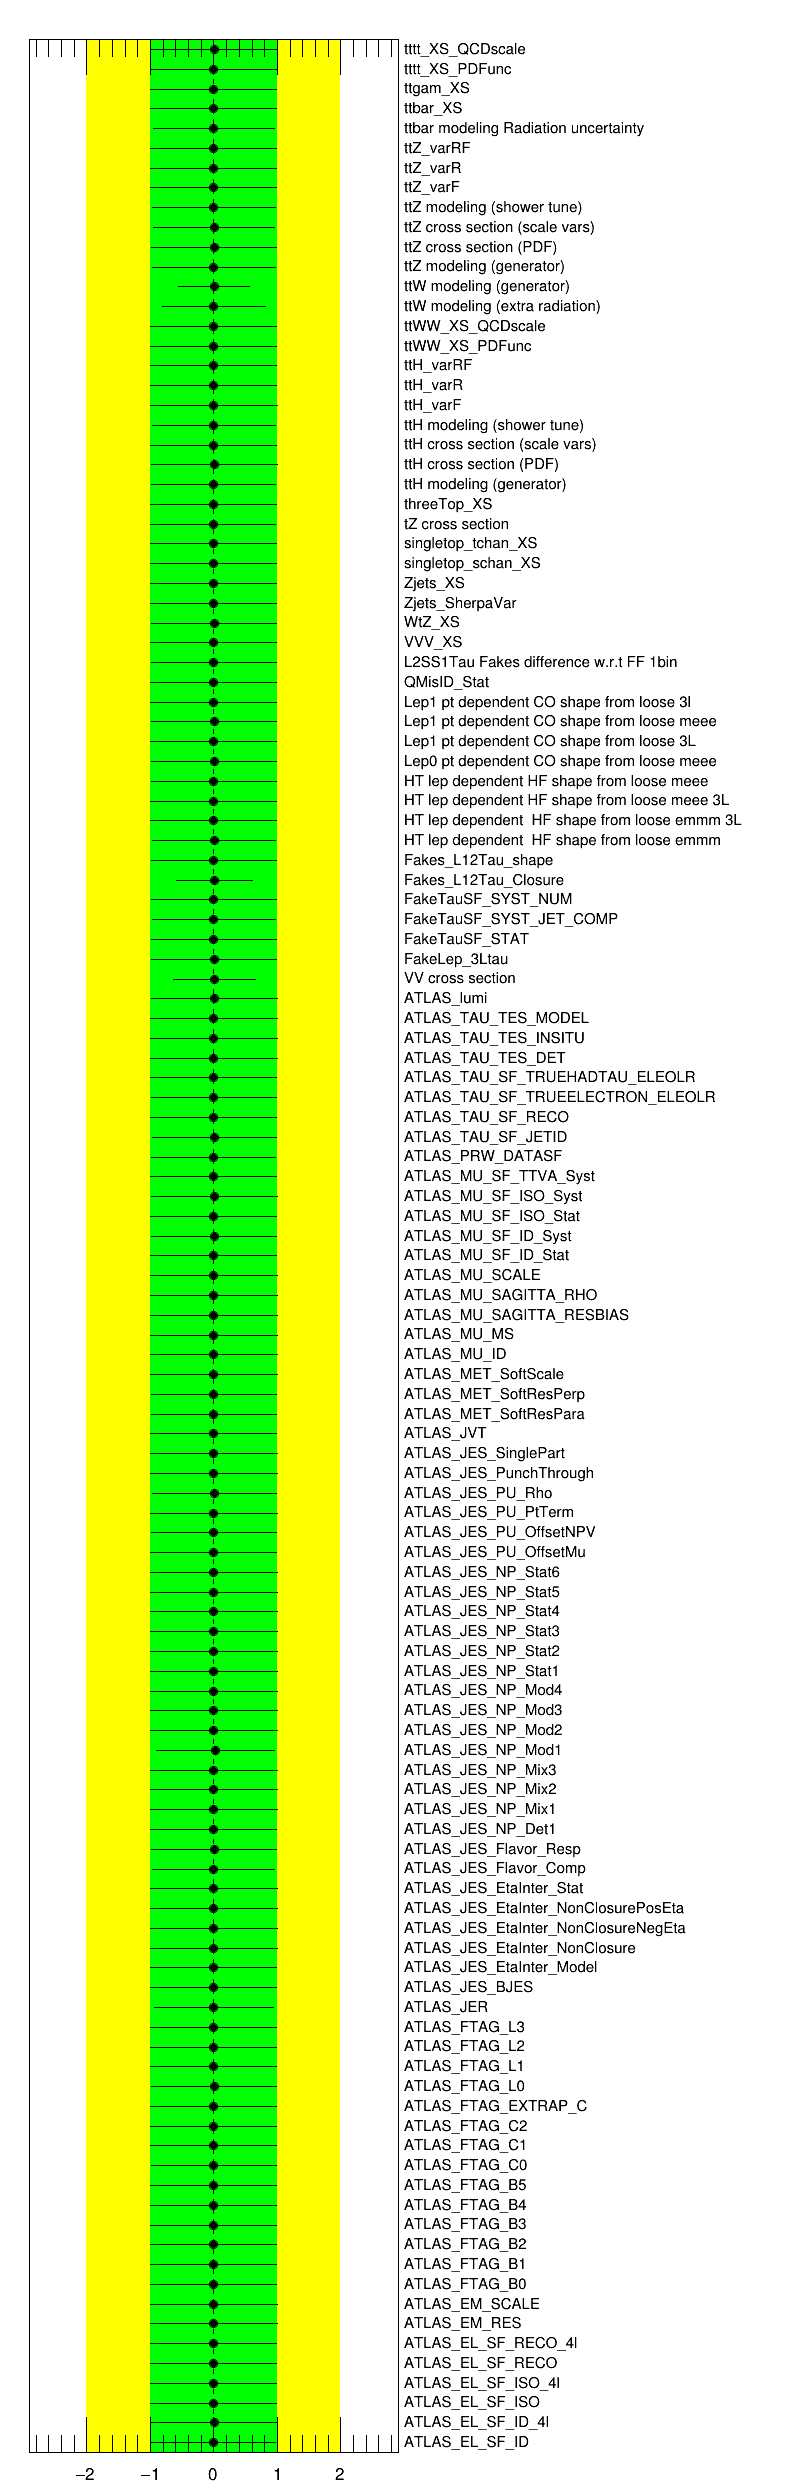 tttt_XS_QCDscale
tttt_XS_PDFunc
ttgam_XS
ttbar_XS
ttbar modeling Radiation uncertainty
ttZ_varRF
ttZ_varR
ttZ_varF
ttZ modeling (shower tune)
ttZ cross section (scale vars)
ttZ cross section (PDF)
ttZ modeling (generator)
ttW modeling (generator)
ttW modeling (extra radiation)
ttWW_XS_QCDscale
ttWW_XS_PDFunc
ttH_varRF
ttH_varR
ttH_varF
ttH modeling (shower tune)
ttH cross section (scale vars)
ttH cross section (PDF)
ttH modeling (generator)
threeTop_XS
tZ cross section
singletop_tchan_XS
singletop_schan_XS
Zjets_XS
Zjets_SherpaVar
WtZ_XS
VVV_XS
L2SS1Tau Fakes difference w.r.t FF 1bin
QMisID_Stat
Lep1 pt dependent CO shape from loose 3l
Lep1 pt dependent CO shape from loose meee
Lep1 pt dependent CO shape from loose 3L
Lep0 pt dependent CO shape from loose meee
HT lep dependent HF shape from loose meee
HT lep dependent HF shape from loose meee 3L
HT lep dependent  HF shape from loose emmm 3L
HT lep dependent  HF shape from loose emmm
Fakes_L12Tau_shape
Fakes_L12Tau_Closure
FakeTauSF_SYST_NUM
FakeTauSF_SYST_JET_COMP
FakeTauSF_STAT
FakeLep_3Ltau
VV cross section
ATLAS_lumi
ATLAS_TAU_TES_MODEL
ATLAS_TAU_TES_INSITU
ATLAS_TAU_TES_DET
ATLAS_TAU_SF_TRUEHADTAU_ELEOLR
ATLAS_TAU_SF_TRUEELECTRON_ELEOLR
ATLAS_TAU_SF_RECO
ATLAS_TAU_SF_JETID
ATLAS_PRW_DATASF
ATLAS_MU_SF_TTVA_Syst
ATLAS_MU_SF_ISO_Syst
ATLAS_MU_SF_ISO_Stat
ATLAS_MU_SF_ID_Syst
ATLAS_MU_SF_ID_Stat
ATLAS_MU_SCALE
ATLAS_MU_SAGITTA_RHO
ATLAS_MU_SAGITTA_RESBIAS
ATLAS_MU_MS
ATLAS_MU_ID
ATLAS_MET_SoftScale
ATLAS_MET_SoftResPerp
ATLAS_MET_SoftResPara
ATLAS_JVT
ATLAS_JES_SinglePart
ATLAS_JES_PunchThrough
ATLAS_JES_PU_Rho
ATLAS_JES_PU_PtTerm
ATLAS_JES_PU_OffsetNPV
ATLAS_JES_PU_OffsetMu
ATLAS_JES_NP_Stat6
ATLAS_JES_NP_Stat5
ATLAS_JES_NP_Stat4
ATLAS_JES_NP_Stat3
ATLAS_JES_NP_Stat2
ATLAS_JES_NP_Stat1
ATLAS_JES_NP_Mod4
ATLAS_JES_NP_Mod3
ATLAS_JES_NP_Mod2
ATLAS_JES_NP_Mod1
ATLAS_JES_NP_Mix3
ATLAS_JES_NP_Mix2
ATLAS_JES_NP_Mix1
ATLAS_JES_NP_Det1
ATLAS_JES_Flavor_Resp
ATLAS_JES_Flavor_Comp
ATLAS_JES_EtaInter_Stat
ATLAS_JES_EtaInter_NonClosurePosEta
ATLAS_JES_EtaInter_NonClosureNegEta
ATLAS_JES_EtaInter_NonClosure
ATLAS_JES_EtaInter_Model
ATLAS_JES_BJES
ATLAS_JER
ATLAS_FTAG_L3
ATLAS_FTAG_L2
ATLAS_FTAG_L1
ATLAS_FTAG_L0
ATLAS_FTAG_EXTRAP_C
ATLAS_FTAG_C2
ATLAS_FTAG_C1
ATLAS_FTAG_C0
ATLAS_FTAG_B5
ATLAS_FTAG_B4
ATLAS_FTAG_B3
ATLAS_FTAG_B2
ATLAS_FTAG_B1
ATLAS_FTAG_B0
ATLAS_EM_SCALE
ATLAS_EM_RES
ATLAS_EL_SF_RECO_4l
ATLAS_EL_SF_RECO
ATLAS_EL_SF_ISO_4l
ATLAS_EL_SF_ISO
ATLAS_EL_SF_ID_4l
ATLAS_EL_SF_ID
−2 −1 0 1 2